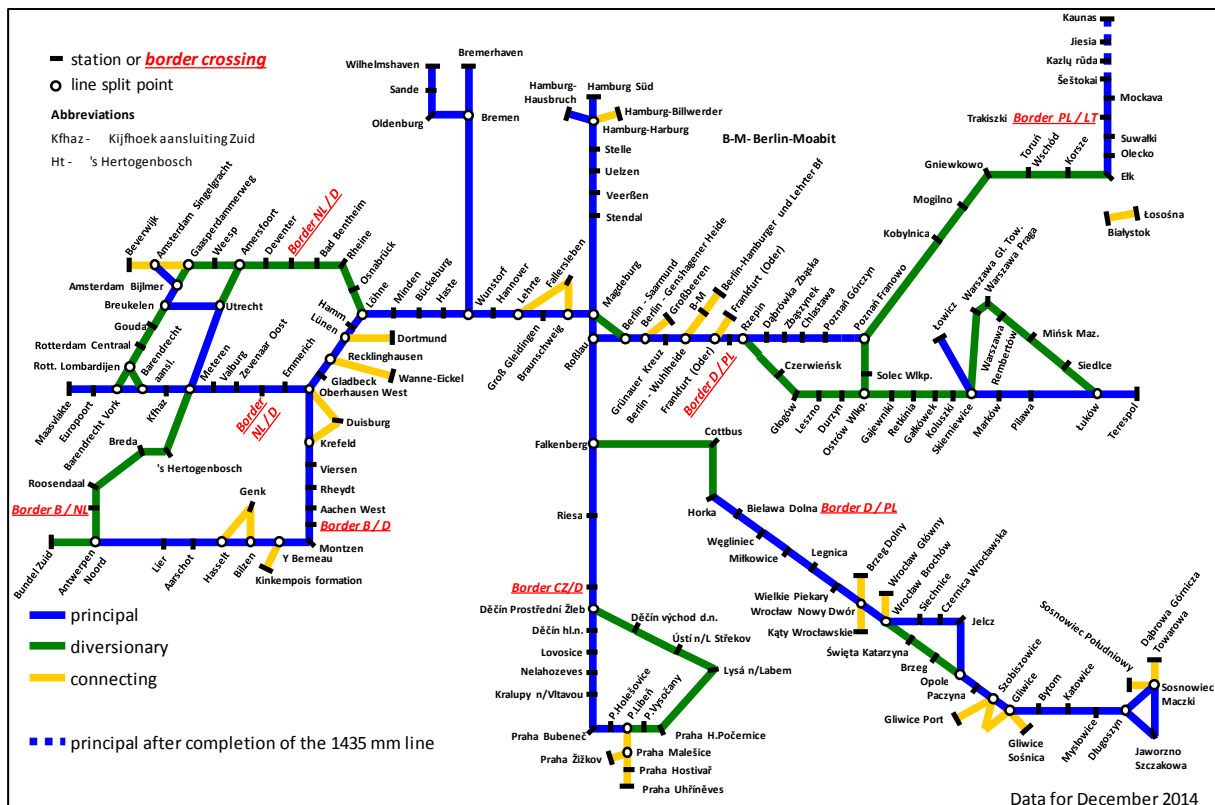 station or border crossing
line split point
Abbreviations
Kfhaz - Kijfhoek aansluiting Zuid
Ht - 's Hertogenbosch
B-M- Berlin-Moabit
Wilhelmshaven
Sande
Oldenburg
Bremerhaven
Bremen
Hamburg-
Hausbruch
Hamburg Süd
Hamburg-Billwerder
Hamburg-Harburg
Stelle
Uelzen
Veerßen
Stendal
Kaunas
Jiesia
Kazlų rūda
Šeštokai
Mockava
Trakiszki Border PL / LT
Suwałki
Olecko
Ełk
Łosośna
Białystok
Korsze
Toruń
Wschód
Gniewkowo
Mogilno
Kobylnica
Poznań Franowo
Beverwijk
Amsterdam Singelgracht
Gaasperdammerweg
Weesp
Amersfoort
Deventer
Border NL / D
Bad Bentheim
Rheine
Osnabrück
Löhne
Minden
Bückeburg
Haste
Wunstorf
Hannover
Lehrte
Fallersleben
Groß Gleidingen
Braunschweig
Magdeburg
Roßlau
Berlin - Saarmund
Berlin - Genshagener Heide
Großbeeren
B-M
Berlin-Hamburger und Lehrter Bf
Frankfurt (Oder)
Grünauer Kreuz
Berlin - Wuhlheide
Frankfurt (Oder)
Border D / PL
Rzepin
Dąbrówka Zbąska
Zbąszynek
Chlastawa
Poznań Górczyn
Amsterdam Bijlmer
Breukelen
Utrecht
Gouda
Rotterdam Centraal
Rott. Lombardijen
Barendrecht
aansl.
Maasvlakte
Europoort
Barendrecht Vork
Kfhaz
Meteren
Valburg
Zevenaar Oost
Border
NL / D
Emmerich
Oberhausen West
Gladbeck
Recklinghausen
Lünen
Hamm
Dortmund
Wanne-Eickel
Duisburg
Krefeld
Viersen
Rheydt
Aachen West
Border B / D
Montzen
Breda
's Hertogenbosch
Roosendaal
Border B / NL
Bundel Zuid
Antwerpen
Noord
Lier
Aarschot
Hasselt
Genk
Bilzen
Y Berneau
Kinkempois formation
Czerwieńsk
Głogów
Leszno
Durzyn
Ostrów Wlkp.
Solec Wlkp.
Gajewniki
Retkinia
Gałkówek
Koluszki
Skierniewice
Łowicz
Warszawa Gł. Tow.
Warszawa Praga
Warszawa
Rembertów
Mińsk Maz.
Siedlce
Marków
Pilawa
Łuków
Terespol
Falkenberg
Cottbus
Horka
Bielawa Dolna Border D / PL
Węgliniec
Miłkowice
Legnica
Wielkie Piekary
Wrocław Nowy Dwór
Kąty Wrocławskie
Brzeg Dolny
Wrocław Główny
Wrocław Brochów
Siechnice
Czernica Wrocławska
Jelcz
Święta Katarzyna
Brzeg
Opole
Paczyna
Szobiszowice
Gliwice
Gliwice Port
Gliwice
Sośnica
Bytom
Katowice
Mysłowice
Długoszyn
Sosnowiec Południowy
Dąbrowa Górnicza
Towarowa
Sosnowiec
Maczki
Jaworzno
Szczakowa
Riesa
Border CZ/D
Děčín Prostřední Žleb
Děčín hl.n.
Lovosice
Nelahozeves
Kralupy n/Vltavou
Praha Bubeneč
P.Holešovice
P.Libeň
P.Vysočany
Děčín východ d.n.
Ústí n/L Střekov
Lysá n/Labem
Praha H.Počernice
Praha Malešice
Praha Žižkov
Praha Hostivař
Praha Uhříněves
principal
diversionary
connecting
principal after completion of the 1435 mm line
Data for December 2014